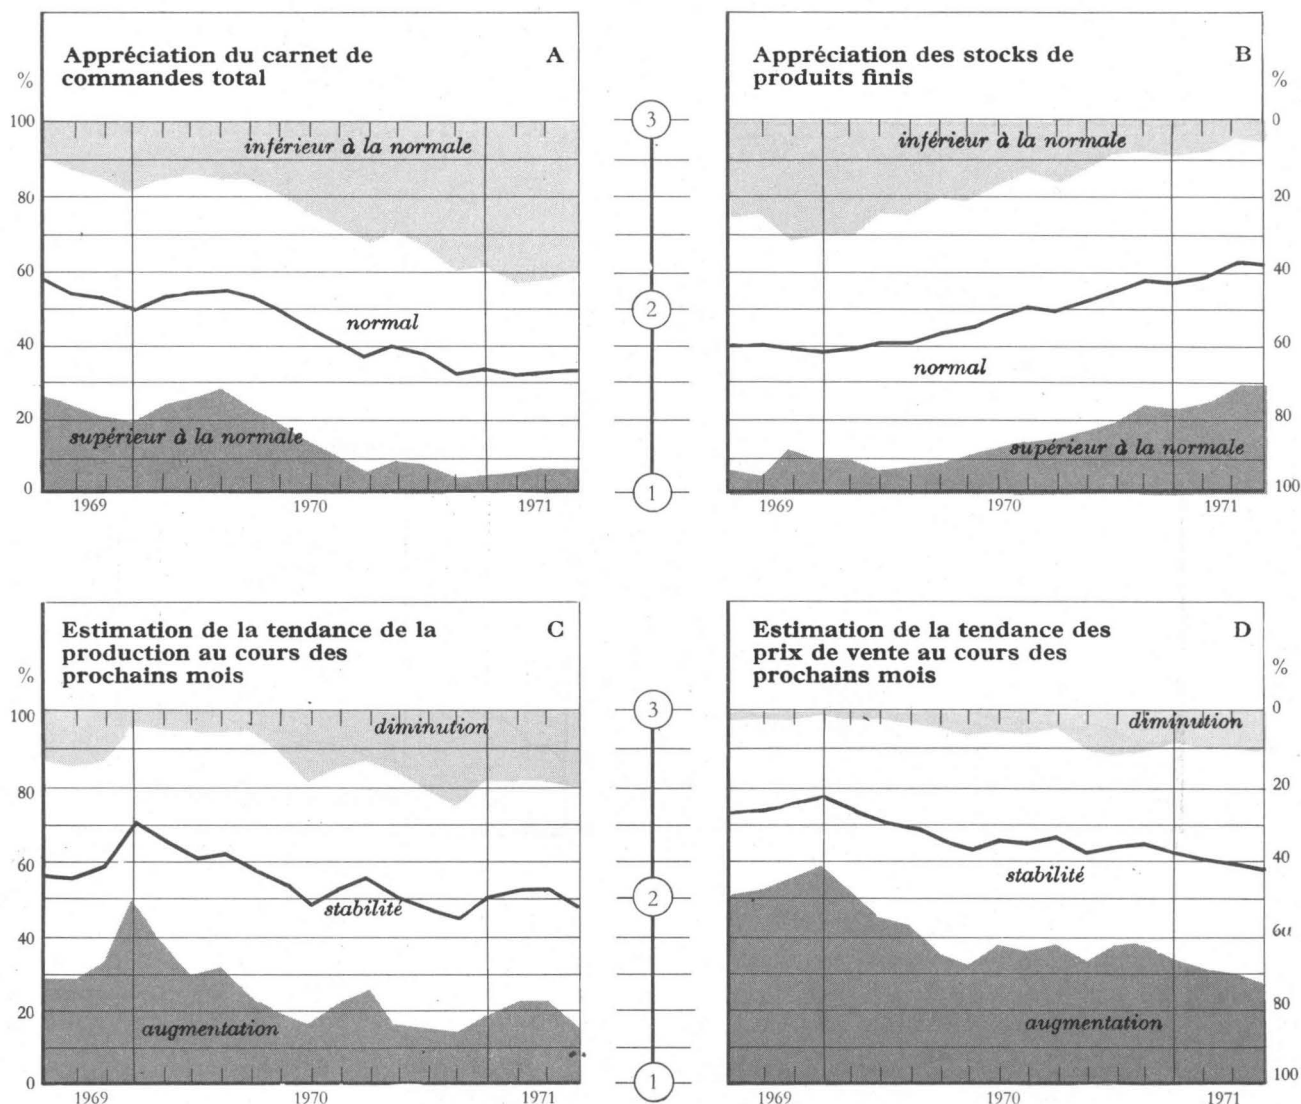 Appréciation du carnet de
commandes total
A
%
100
80
60
40
20
0
inférieur à la normale
normal
supérieur à la normale
1969
1970
1971
3
2
1
Appréciation des stocks de
produits finis
B
%
0
20
40
60
80
100
inférieur à la normale
normal
supérieur à la normale
1969
1970
1971
Estimation de la tendance de la
production au cours des
prochains mois
C
%
100
80
60
40
20
0
diminution
stabilité
augmentation
1969
1970
1971
3
2
1
Estimation de la tendance des
prix de vente au cours des
prochains mois
D
%
0
20
40
6u
80
100
diminution
stabilité
augmentation
1969
1970
1971